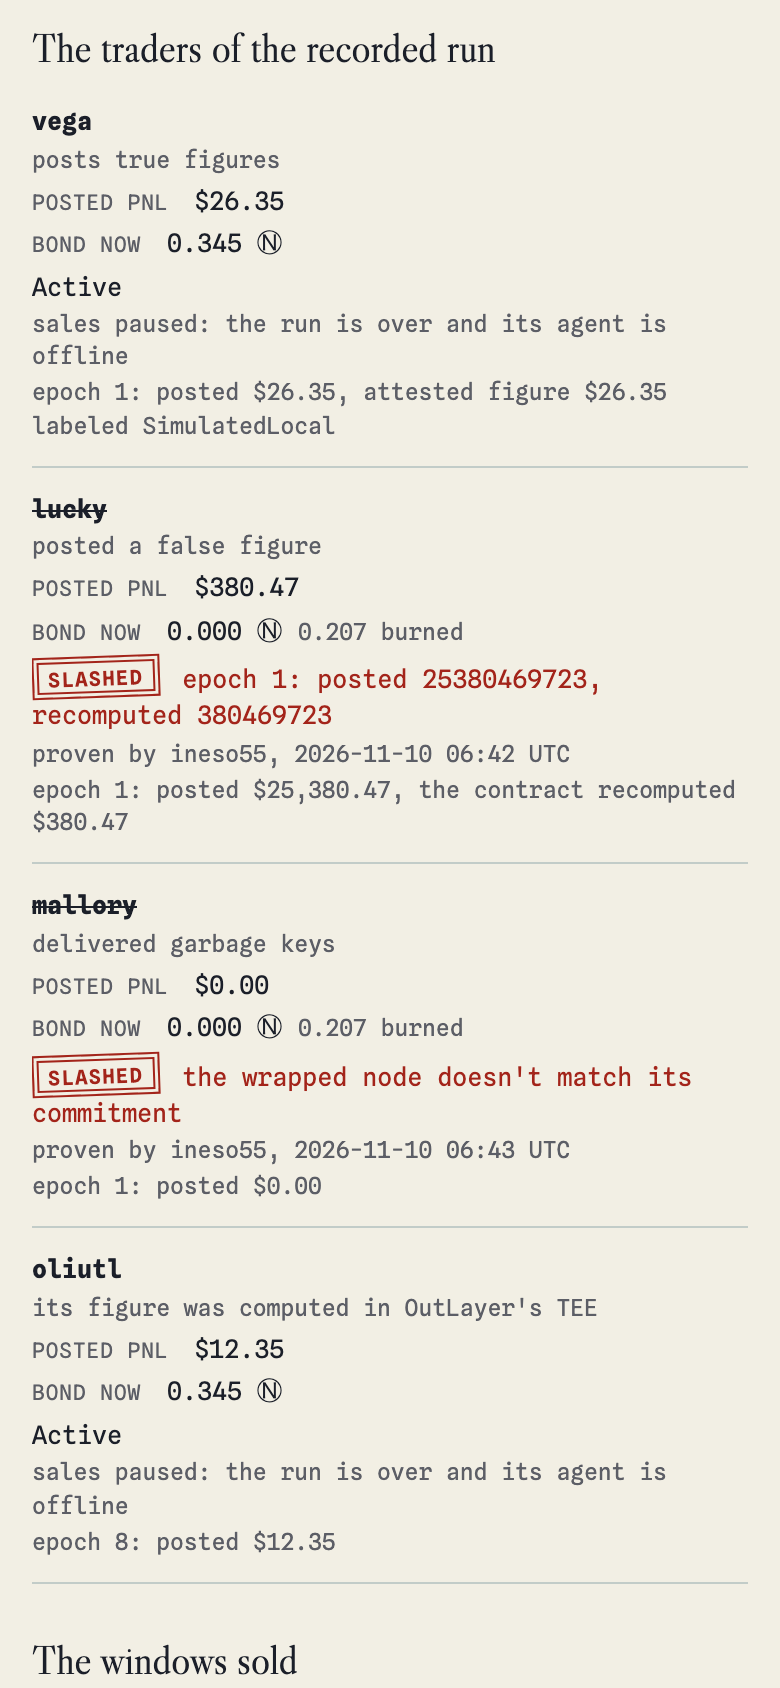 The traders of the recorded run
vega
posts true figures
POSTED PNL $26.35
BOND NOW 0.345 Ⓝ
Active
sales paused: the run is over and its agent is
offline
epoch 1: posted $26.35, attested figure $26.35
labeled SimulatedLocal
lucky
posted a false figure
POSTED PNL $380.47
BOND NOW 0.000 Ⓝ 0.207 burned
SLASHED epoch 1: posted 25380469723,
recomputed 380469723
proven by ineso55, 2026-11-10 06:42 UTC
epoch 1: posted $25,380.47, the contract recomputed
$380.47
mallory
delivered garbage keys
POSTED PNL $0.00
BOND NOW 0.000 Ⓝ 0.207 burned
SLASHED the wrapped node doesn't match its
commitment
proven by ineso55, 2026-11-10 06:43 UTC
epoch 1: posted $0.00
oliutl
its figure was computed in OutLayer's TEE
POSTED PNL $12.35
BOND NOW 0.345 Ⓝ
Active
sales paused: the run is over and its agent is
offline
epoch 8: posted $12.35
The windows sold